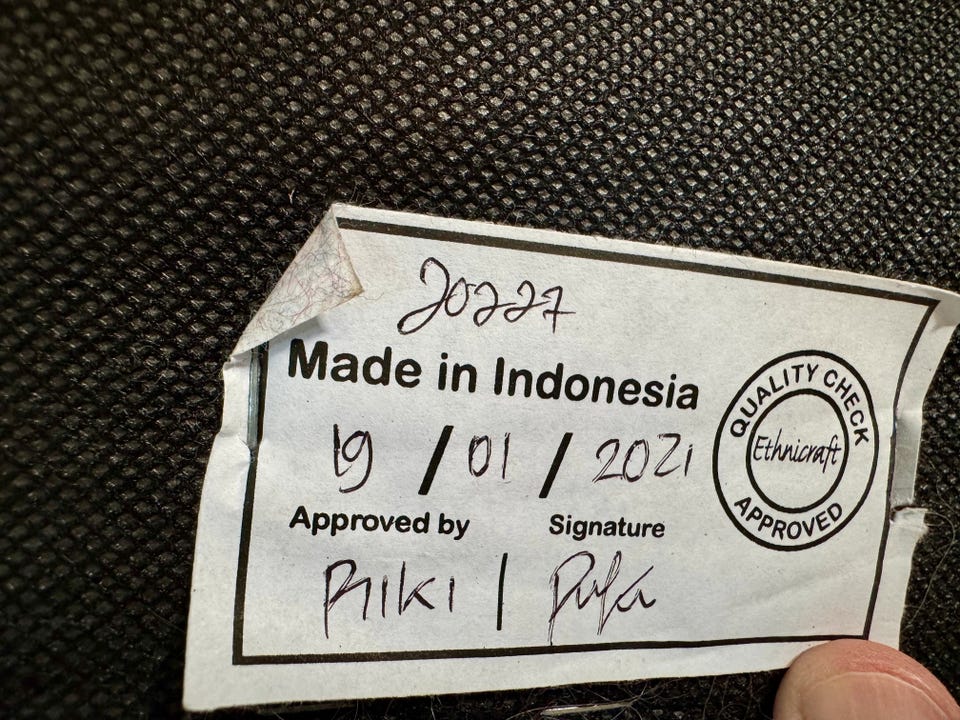 20227
Made in Indonesia
19 / 01 / 2021
Approved by Signature
RIKI |
QUALITY CHECK
Ethnicraft
APPROVED